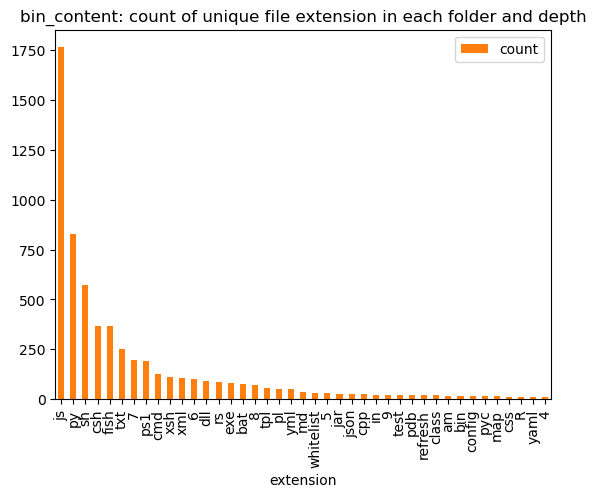 bin_content: count of unique file extension in each folder and depth
count
1750
1500
1250
1000
750
500
250
0
js
py
sh
csh
fish
txt
7
ps1
cmd
xsh
xml
6
dll
rs
exe
bat
8
tpl
pl
yml
md
whitelist
5
jar
json
cpp
in
9
test
pdb
refresh
class
am
bin
config
pyc
map
css
R
yaml
4
extension